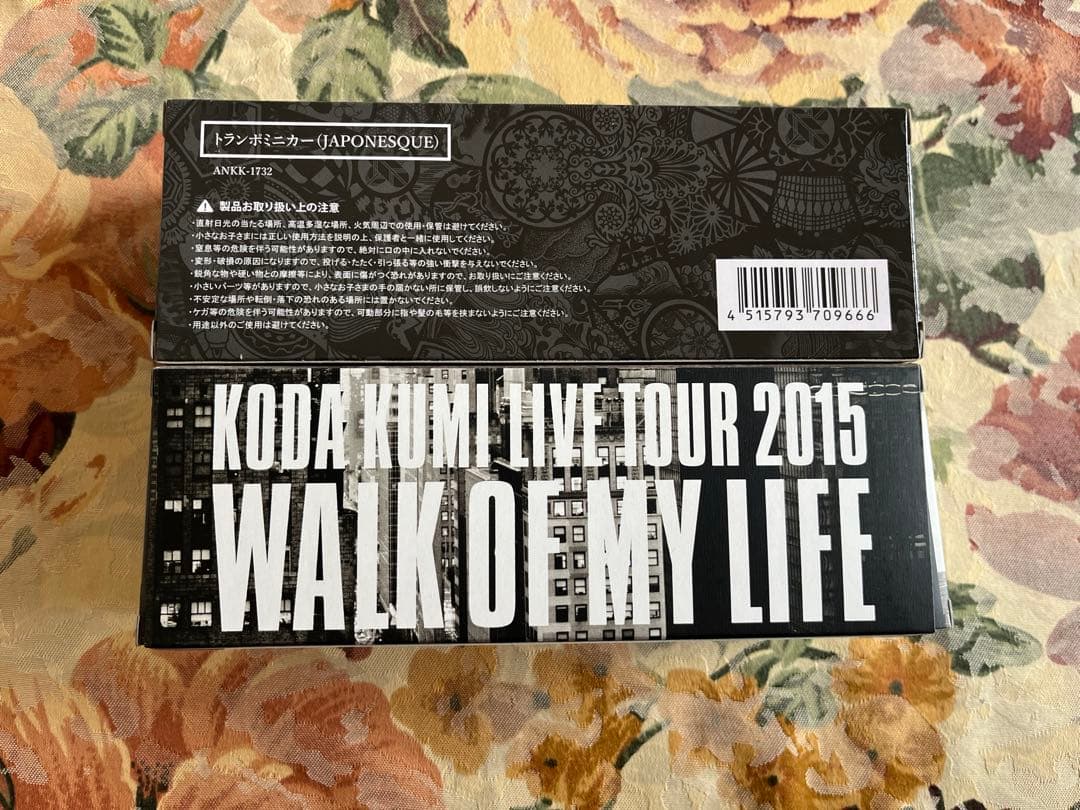 トランポミニカー(JAPONESQUE)
ANKK-1732
製品お取り扱い上の注意
・直射日光の当たる場所、高温多湿な場所、火気周辺での使用・保管は避けてください。
・小さなお子さまには正しい使用方法を説明の上、保護者と一緒に使用してください。
・窒息等の危険を伴う可能性がありますので、絶対に口の中に入れないでください。
・変形・破損の原因になりますので、投げる・たたく・引っ張る等の強い衝撃を与えないでください。
・鋭角な物や硬い物との摩擦等により、表面に傷がつく恐れがありますので、お取り扱いにご注意ください。
・小さいパーツ等がありますので、小さなお子さまの手の届かない所に保管し、誤飲しないようにご注意ください。
・不安定な場所や転倒・落下の恐れのある場所には置かないでください。
・ケガ等の危険を伴う可能性がありますので、可動部分に指や髪の毛等を挟まないようにご注意ください。
・用途以外のご使用は避けてください。
4 515793 709666
KODA KUMI LIVE TOUR 2015
WALK OF MY LIFE